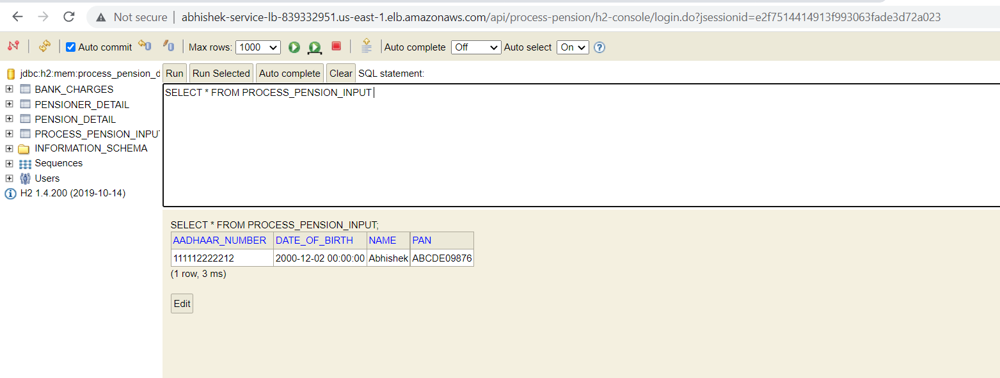 Not secure | abhishek-service-lb-839332951.us-east-1.elb.amazonaws.com/api/process-pension/h2-console/login.do?jsessionid=e2f7514414913f993063fade3d72a023
Auto commit Max rows: 1000 Auto complete Off Auto select On ?
jdbc:h2:mem:process_pension_d Run Run Selected Auto complete Clear SQL statement:
BANK_CHARGES
PENSIONER_DETAIL
PENSION_DETAIL
PROCESS_PENSION_INPUT
INFORMATION_SCHEMA
Sequences
Users
H2 1.4.200 (2019-10-14)
SELECT * FROM PROCESS_PENSION_INPUT
SELECT * FROM PROCESS_PENSION_INPUT;
AADHAAR_NUMBER DATE_OF_BIRTH NAME PAN
111112222212 2000-12-02 00:00:00 Abhishek ABCDE09876
(1 row, 3 ms)
Edit